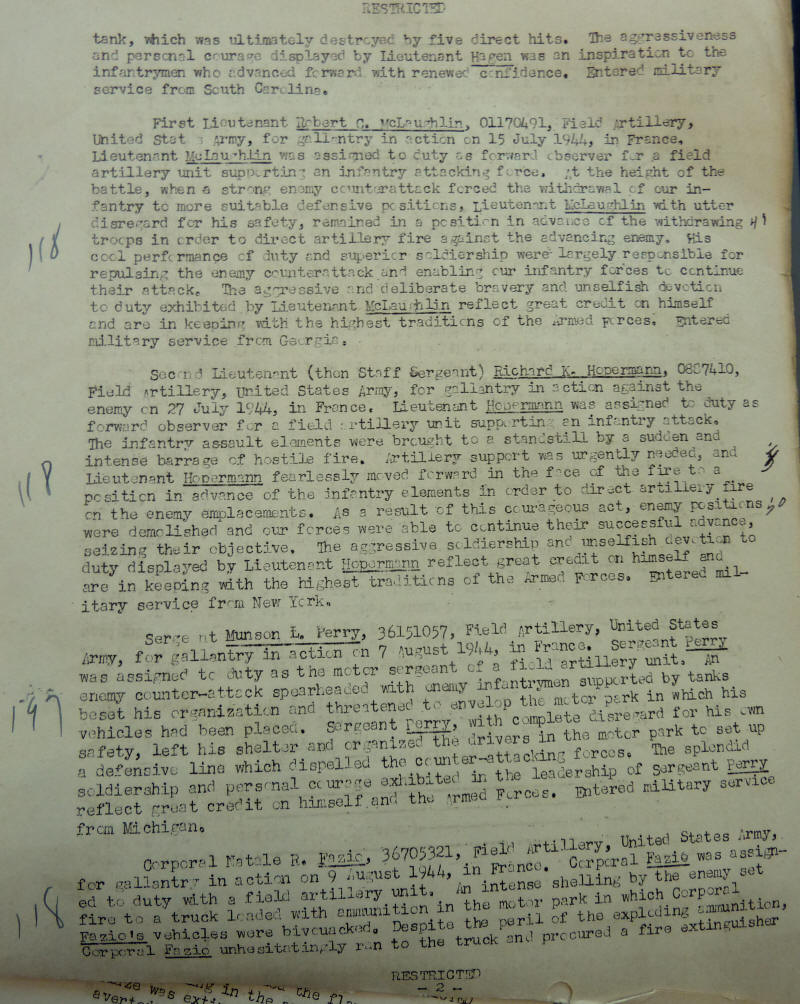 RESTRICTED
tank, which was ultimately destroyed by five direct hits. The aggressiveness
and personal courage displayed by Lieutenant Hagen was an inspiration to the
infantrymen who advanced forward with renewed confidence. Entered military
service from South Carolina.
First Lieutenant Robert C. McLaughlin, 01170491, Field Artillery,
United Stat s Army, for gallantry in action on 15 July 1944, in France.
Lieutenant McLaughlin was assigned to duty as forward observer for a field
artillery unit supporting an infantry attacking force. At the height of the
battle, when a strong enemy counterattack forced the withdrawal of our in-
fantry to more suitable defensive positions, Lieutenant McLaughlin with utter
disregard for his safety, remained in a position in advance of the withdrawing
troops in order to direct artillery fire against the advancing enemy. His
cool performance of duty and superior soldiership were largely responsible for
118
repulsing the enemy counterattack and enabling our infantry forces to continue
their attack. The aggressive and deliberate bravery and unselfish devotion
to duty exhibited by Lieutenant McLaughlin reflect great credit on himself
and are in keeping with the highest traditions of the Armed Forces. Entered
military service from Georgia.
Second Lieutenant (then Staff Sergeant) Richard K. Hopermann, 0887410,
Field Artillery, United States Army, for gallantry in action against the
enemy on 27 July 1944, in France. Lieutenant Hopermann was assigned to duty as
forward observer for a field artillery unit supporting an infantry attack.
The infantry assault elements were brought to a standstill by a sudden and
intense barrage of hostile fire. Artillery support was urgently needed, and
Lieutenant Hopermann fearlessly moved forward in the face of the fire to a
118
position in advance of the infantry elements in order to direct artillery fire
on the enemy emplacements. As a result of this courageous act, enemy positions
were demolished and our forces were able to continue their successful advance,
seizing their objective. The aggressive soldiership and unselfish devotion to
duty displayed by Lieutenant Hopermann reflect great credit on himself and
are in keeping with the highest traditions of the Armed Forces. Entered mil-
itary service from New York.
Serge nt Munson L. Perry, 36151057, Field Artillery, United States
Army, for gallantry in action on 7 August 1944, in France. Sergeant Perry
was assigned to duty as the motor sergeant of a field artillery unit. An
enemy counter-attack spearheaded with enemy infantrymen supported by tanks
197
beset his organization and threatened to envelop the motor park in which his
vehicles had been placed. Sergeant Perry, with complete disregard for his own
safety, left his shelter and organized the drivers in the motor park to set up
a defensive line which dispelled the counter-attacking forces. The splendid
soldiership and personal courage exhibited in the leadership of Sergeant Perry
reflect great credit on himself and the Armed Forces. Entered military service
from Michigan.
Corporal Natale R. Fazio, 36705321, Field Artillery, United States Army,
for gallantry in action on 9 August 1944, in France. Corporal Fazio was assign-
ed to duty with a field artillery unit. An intense shelling by the enemy set
118
fire to a truck loaded with ammunition in the motor park in which Corporal
Fazio's vehicles were bivouacked. Despite the peril of the exploding ammunition,
Corporal Fazio unhesitatingly ran to the truck and procured a fire extinguisher
RESTRICTED
- 2 -